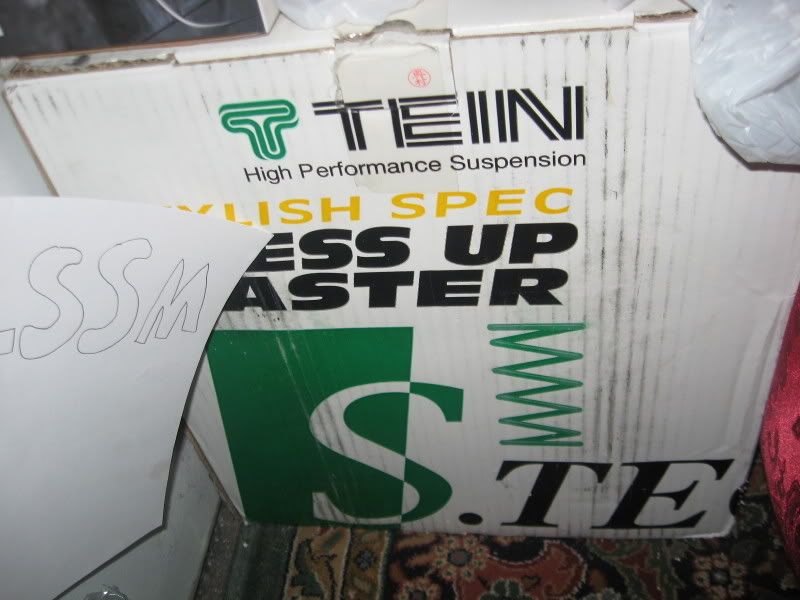 TEIN
High Performance Suspension
YLISH SPEC
ESS UP
ASTER
S.TE
SSM